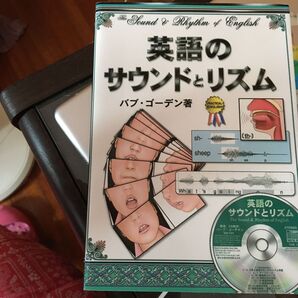 The Sound & Rhythm of English
英語の
サウンドとリズム
バブ・ゴーデン著
sh-
(th-)
sheep
英語の
サウンドとリズム
The Sound & Rhythm of English